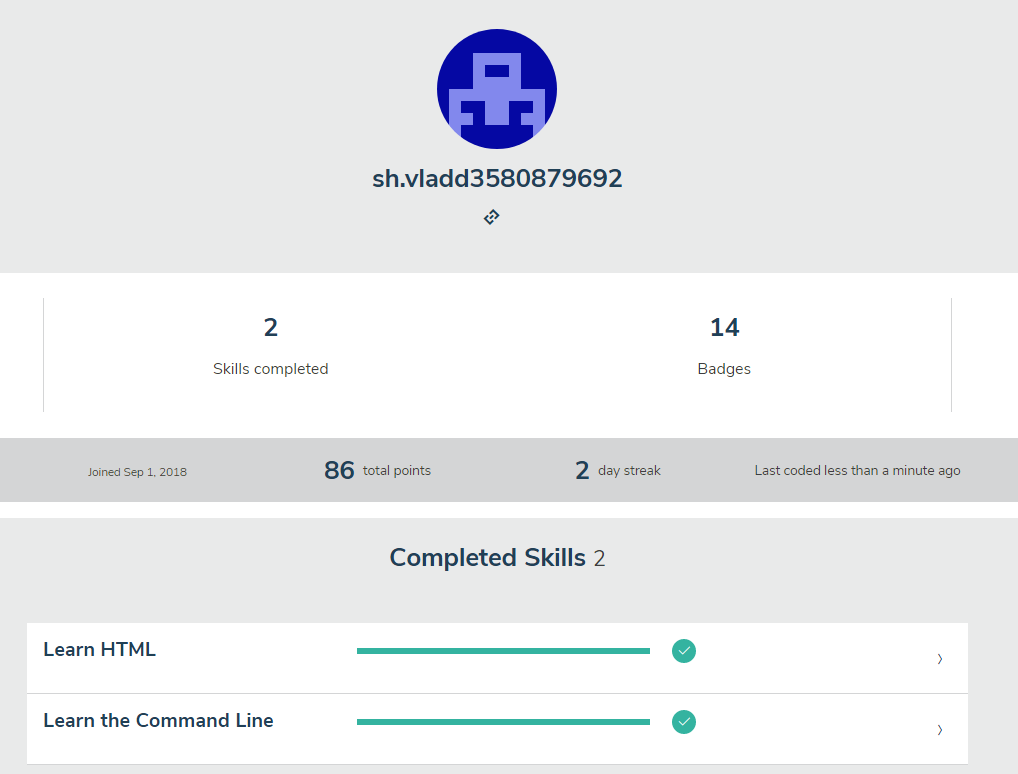 sh.vladd3580879692
2
Skills completed
14
Badges
Joined Sep 1, 2018
86 total points
2 day streak
Last coded less than a minute ago
Completed Skills 2
Learn HTML
Learn the Command Line